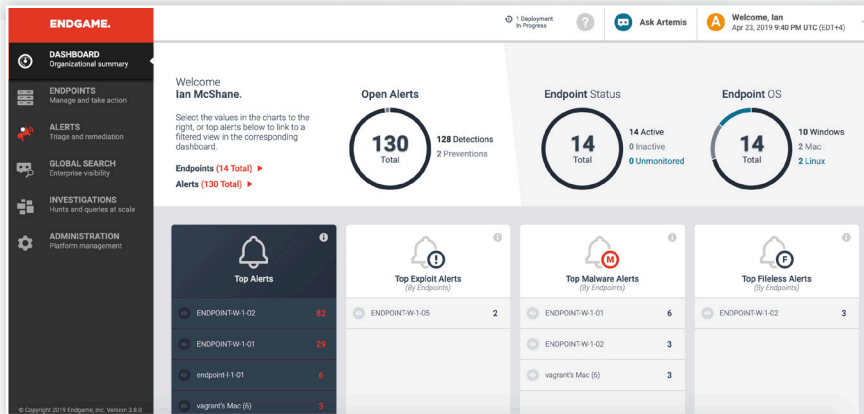 ENDGAME.
1 Deployment
In Progress
?
Ask Artemis
A
Welcome, Ian
Apr 23, 2019 9:40 PM UTC (EDT+4)
DASHBOARD
Organizational summary
ENDPOINTS
Manage and take action
ALERTS
Triage and remediation
GLOBAL SEARCH
Enterprise visibility
INVESTIGATIONS
Hunts and queries at scale
ADMINISTRATION
Platform management
© Copyright 2019 Endgame, Inc. Version 3.8.0
Welcome
Ian McShane.
Select the values in the charts to the
right, or top alerts below to link to a
filtered view in the corresponding
dashboard.
Endpoints (14 Total)
Alerts (130 Total)
Open Alerts
130
Total
128 Detections
2 Preventions
Endpoint Status
14
Total
14 Active
0 Inactive
0 Unmonitored
Endpoint OS
14
Total
10 Windows
2 Mac
2 Linux
i
Top Alerts
ENDPOINT-W-1-02 82
ENDPOINT-W-1-01 29
endpoint-l-1-01 6
vagrant's Mac (6) 3
i
!
Top Exploit Alerts
(By Endpoints)
ENDPOINT-W-1-05 2
i
M
Top Malware Alerts
(By Endpoints)
ENDPOINT-W-1-01 6
ENDPOINT-W-1-02 3
vagrant's Mac (6) 3
i
F
Top Fileless Alerts
(By Endpoints)
ENDPOINT-W-1-02 3